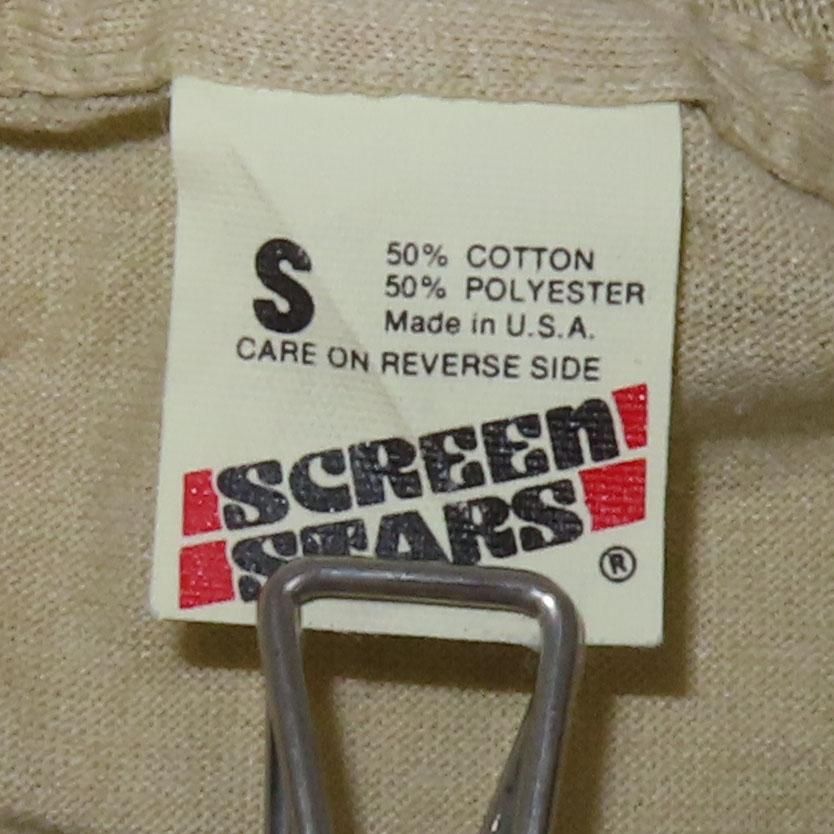 S
50% COTTON
50% POLYESTER
Made in U.S.A.
CARE ON REVERSE SIDE
SCREEN
STARS
®